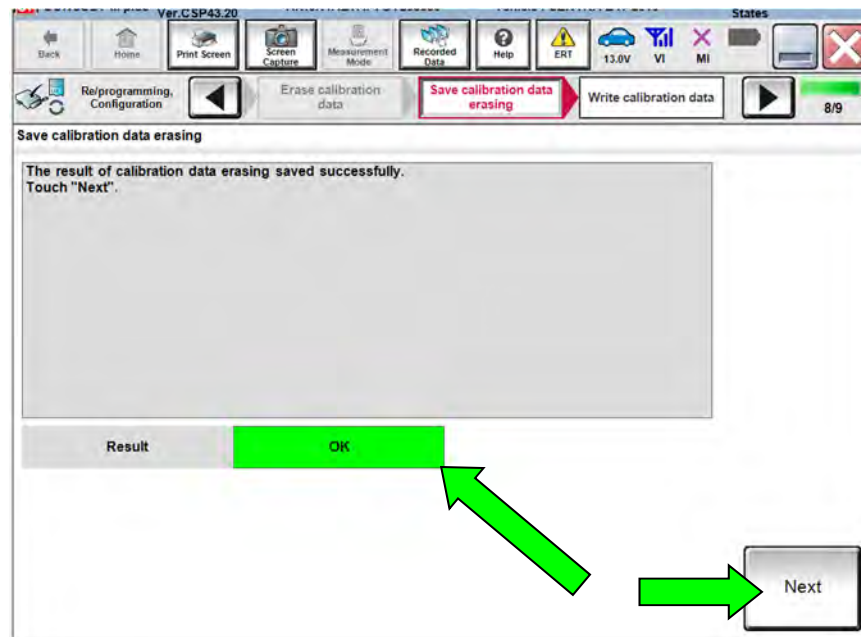 Ver.CSP43.20
States
Back
Home
Print Screen
Screen
Capture
Measurement
Mode
Recorded
Data
Help
ERT
13.0V
VI
MI
Re/programming,
Configuration
Erase calibration
data
Save calibration data
erasing
Write calibration data
8/9
Save calibration data erasing
The result of calibration data erasing saved successfully.
Touch "Next".
Result
OK
Next